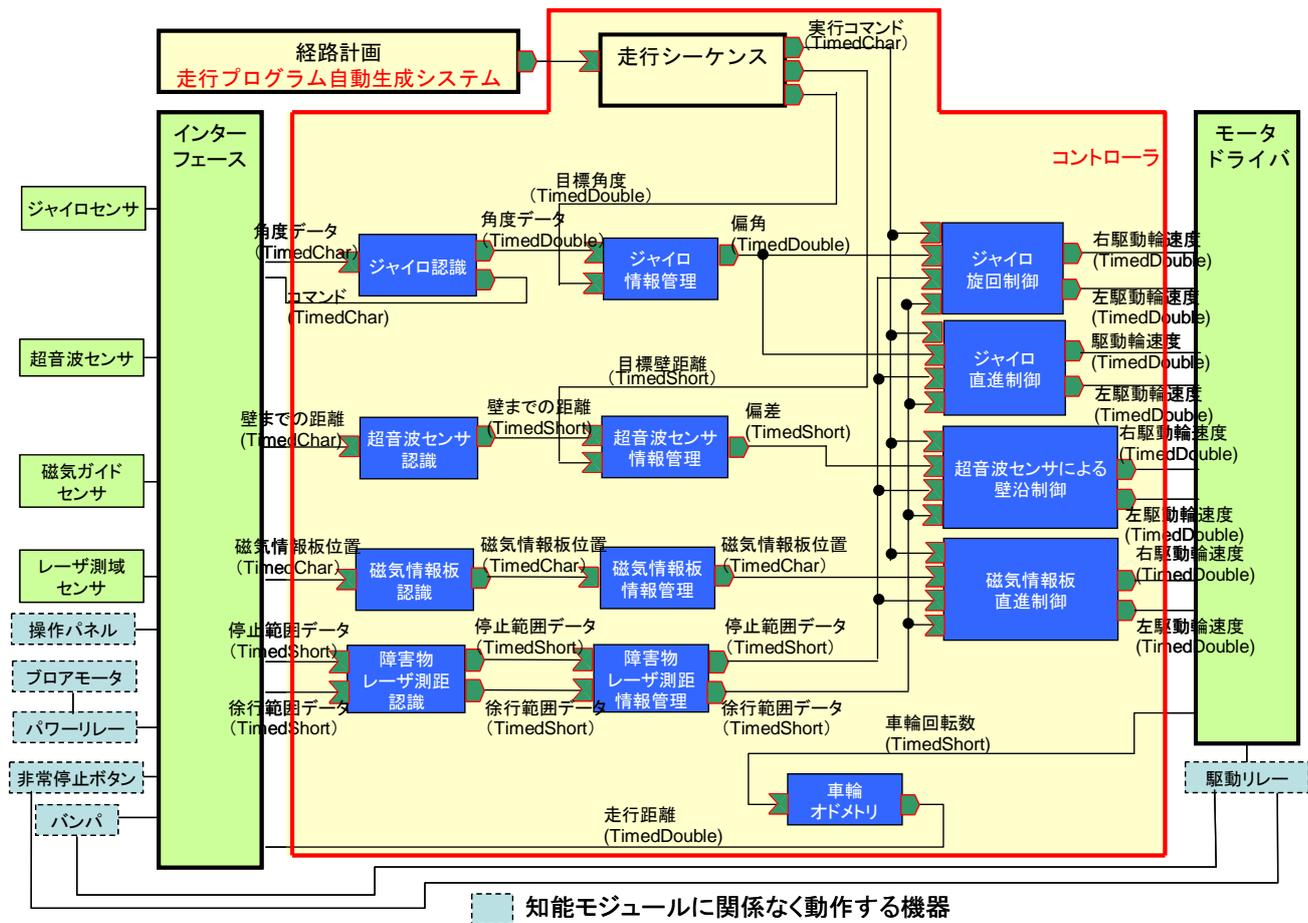 経路計画
走行プログラム自動生成システム
走行シーケンス
実行コマンド
(TimedChar)
インター
フェース
コントローラ
モータ
ドライバ
ジャイロセンサ
超音波センサ
磁気ガイド
センサ
レーザ測域
センサ
操作パネル
ブロアモータ
パワーリレー
非常停止ボタン
バンパ
目標角度
(TimedDouble)
角度データ
(TimedChar)
ジャイロ認識
角度データ
(TimedDouble)
コマンド
(TimedChar)
ジャイロ
情報管理
偏角
(TimedDouble)
ジャイロ
旋回制御
右駆動輪速度
(TimedDouble)
左駆動輪速度
(TimedDouble)
ジャイロ
直進制御
駆動輪速度
(TimedDouble)
左駆動輪速度
(TimedDouble)
目標壁距離
(TimedShort)
壁までの距離
(TimedChar)
超音波センサ
認識
壁までの距離
(TimedShort)
超音波センサ
情報管理
偏差
(TimedShort)
超音波センサによる
壁沿制御
右駆動輪速度
(TimedDouble)
左駆動輪速度
(TimedDouble)
磁気情報板位置
(TimedChar)
磁気情報板
認識
磁気情報板位置
(TimedChar)
磁気情報板
情報管理
磁気情報板位置
(TimedChar)
磁気情報板
直進制御
右駆動輪速度
(TimedDouble)
左駆動輪速度
(TimedDouble)
停止範囲データ
(TimedShort)
障害物
レーザ測距
認識
停止範囲データ
(TimedShort)
障害物
レーザ測距
情報管理
停止範囲データ
(TimedShort)
徐行範囲データ
(TimedShort)
徐行範囲データ
(TimedShort)
徐行範囲データ
(TimedShort)
車輪回転数
(TimedShort)
車輪
オドメトリ
走行距離
(TimedDouble)
駆動リレー
知能モジュールに関係なく動作する機器